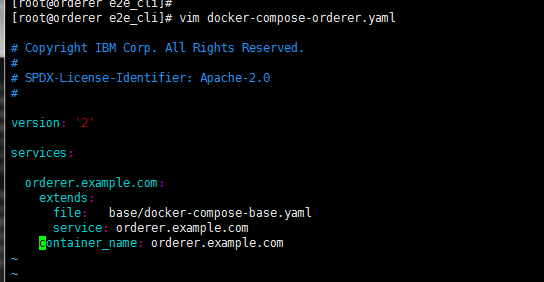 [root@orderer e2e_cli]#
[root@orderer e2e_cli]# vim docker-compose-orderer.yaml
# Copyright IBM Corp. All Rights Reserved.
#
# SPDX-License-Identifier: Apache-2.0
#
version: '2'
services:
orderer.example.com:
extends:
file:   base/docker-compose-base.yaml
service: orderer.example.com
container_name: orderer.example.com
~
~